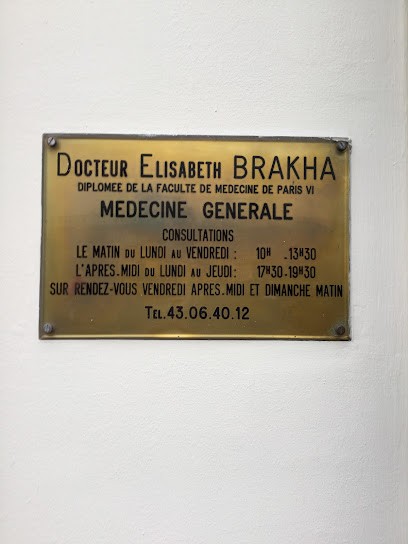 DOCTEUR ELISABETH BRAKHA
DIPLOMEE DE LA FACULTE DE MEDECINE DE PARIS VI
MEDECINE GENERALE
CONSULTATIONS
LE MATIN DU LUNDI AU VENDREDI : 10H .13H30
L'APRES.MIDI DU LUNDI AU JEUDI: 17H30-19H30
SUR RENDEZ-VOUS VENDREDI APRES.MIDI ET DIMANCHE MATIN
TEL.43.06.40.12